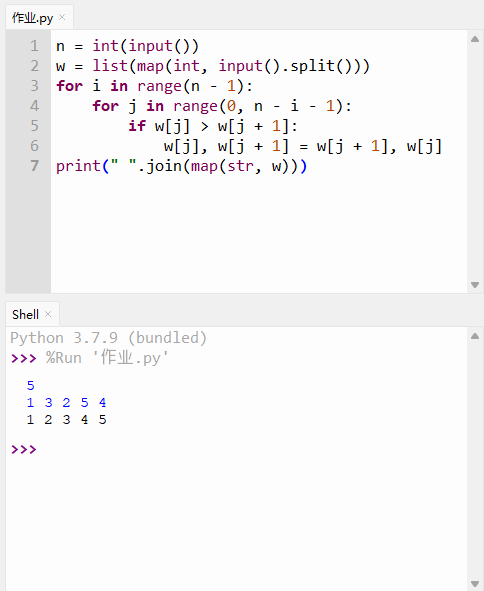 作业.py ×
1 n = int(input())
2 w = list(map(int, input().split()))
3 for i in range(n - 1):
4     for j in range(0, n - i - 1):
5         if w[j] > w[j + 1]:
6             w[j], w[j + 1] = w[j + 1], w[j]
7 print(" ".join(map(str, w)))
Shell ×
Python 3.7.9 (bundled)
>>> %Run '作业.py'
5
1 3 2 5 4
1 2 3 4 5
>>>